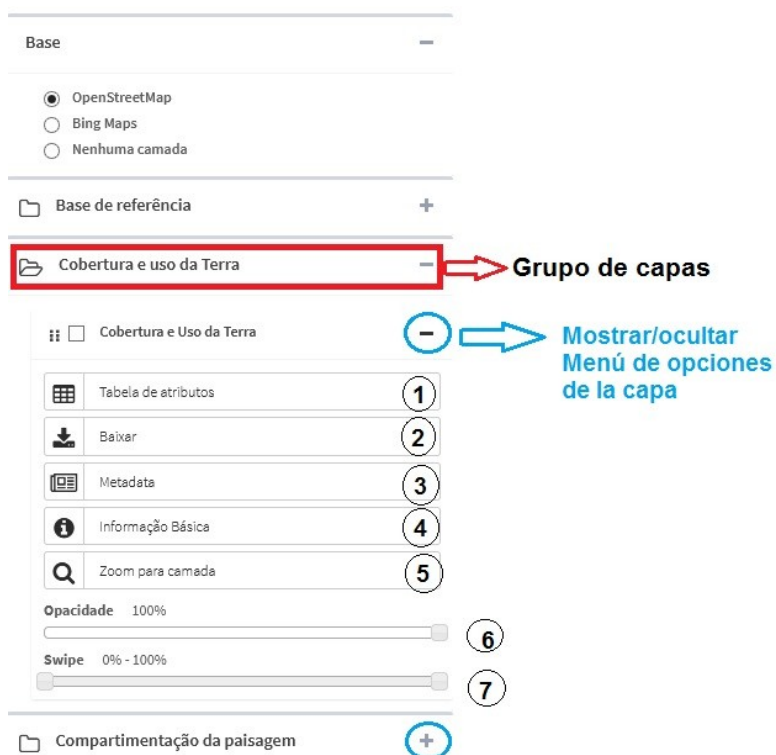 Base
OpenStreetMap
Bing Maps
Nenhuma camada
Base de referência
Cobertura e uso da Terra
Grupo de capas
Cobertura e Uso da Terra
Mostrar/ocultar
Menú de opciones
de la capa
Tabela de atributos 1
Baixar 2
Metadata 3
Informação Básica 4
Zoom para camada 5
Opacidade 100%
6
Swipe 0% - 100%
7
Compartimentação da paisagem